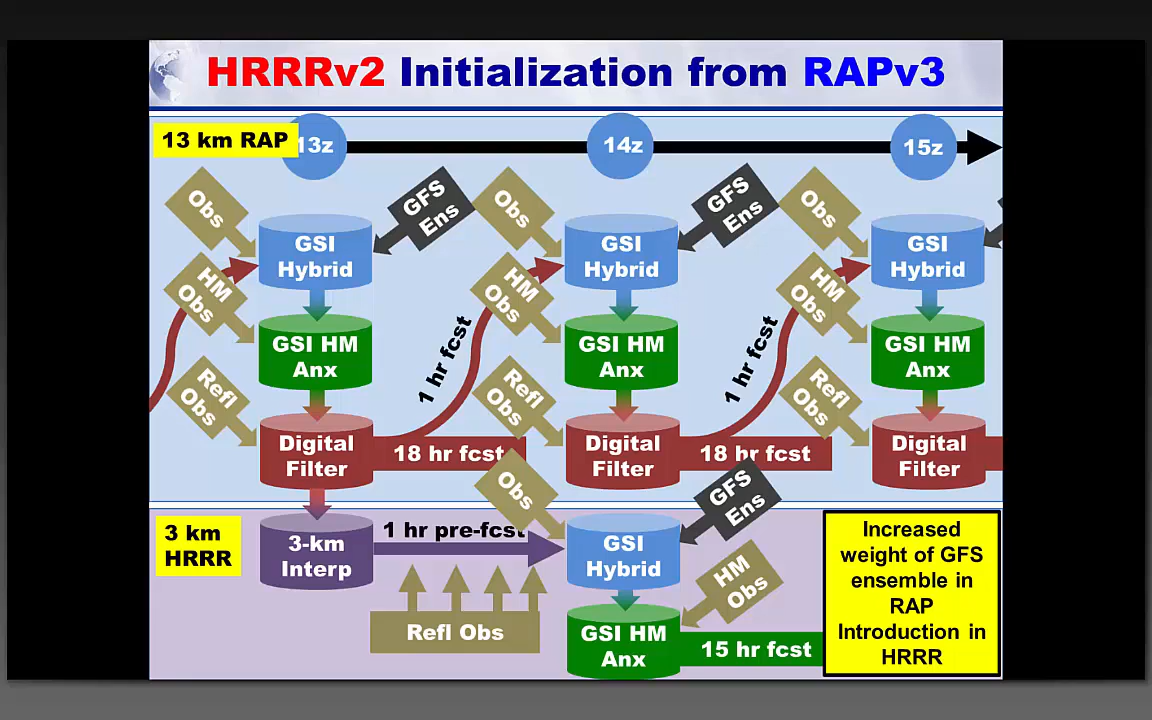 HRRRv2 Initialization from RAPv3
13 km RAP
13z
14z
15z
Obs
GFS
Ens
Obs
GFS
Ens
Obs
GSI
Hybrid
GSI
Hybrid
GSI
Hybrid
HM
Obs
HM
Obs
HM
Obs
GSI HM
Anx
1 hr fcst
GSI HM
Anx
1 hr fcst
GSI HM
Anx
Refl
Obs
Refl
Obs
Refl
Obs
Digital
Filter
18 hr fcst
Digital
Filter
18 hr fcst
Digital
Filter
Obs
GFS
Ens
3 km
HRRR
3-km
Interp
1 hr pre-fcst
GSI
Hybrid
HM
Obs
Refl Obs
GSI HM
Anx
15 hr fcst
Increased
weight of GFS
ensemble in
RAP
Introduction in
HRRR